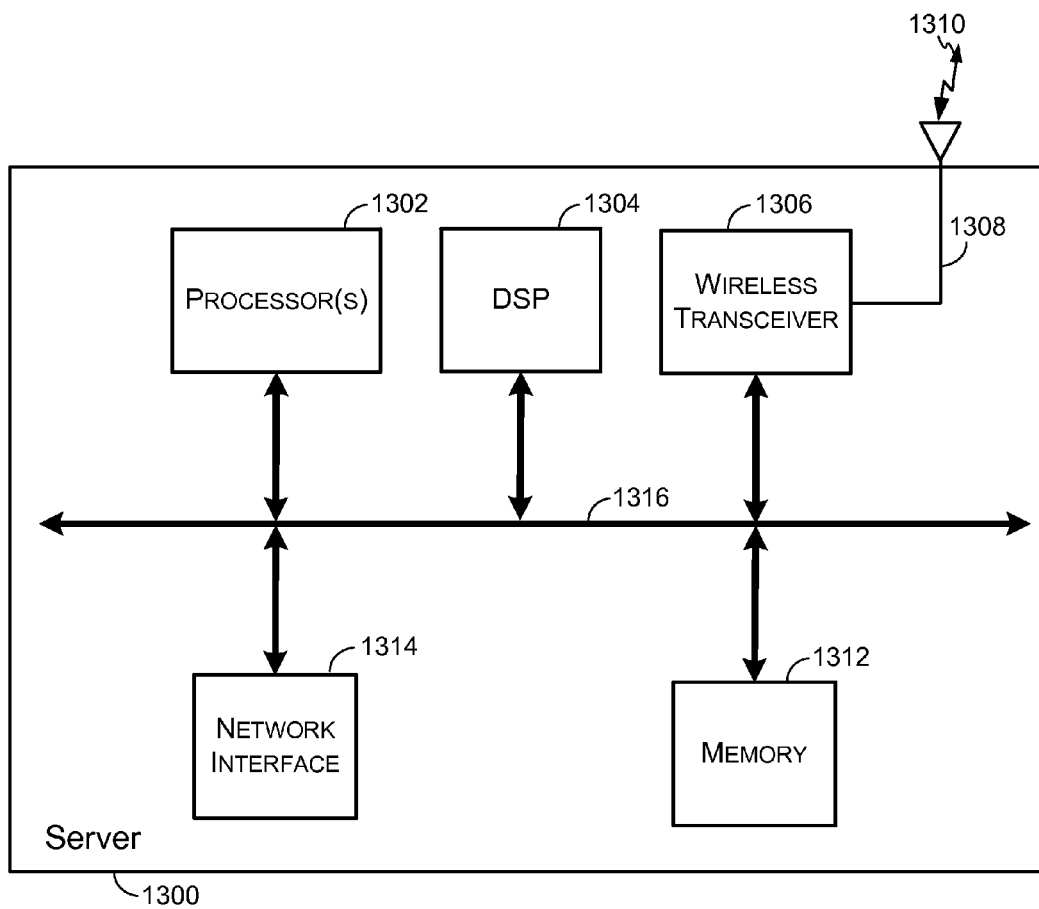 1310
1302
1304
1306
1308
PROCESSOR(S)
DSP
WIRELESS
TRANSCEIVER
1316
1314
1312
NETWORK
INTERFACE
MEMORY
Server
1300